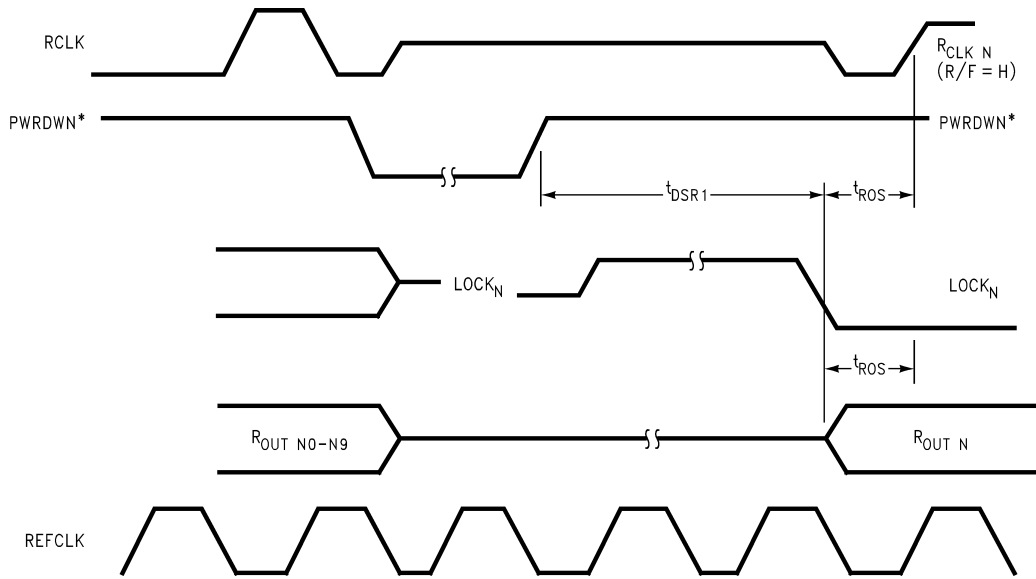 RCLK
R_CLK N
(R/F = H)
PWRDWN*
PWRDWN*
t_DSR1
t_ROS
LOCK_N
LOCK_N
t_ROS
R_OUT N0-N9
R_OUT N
REFCLK